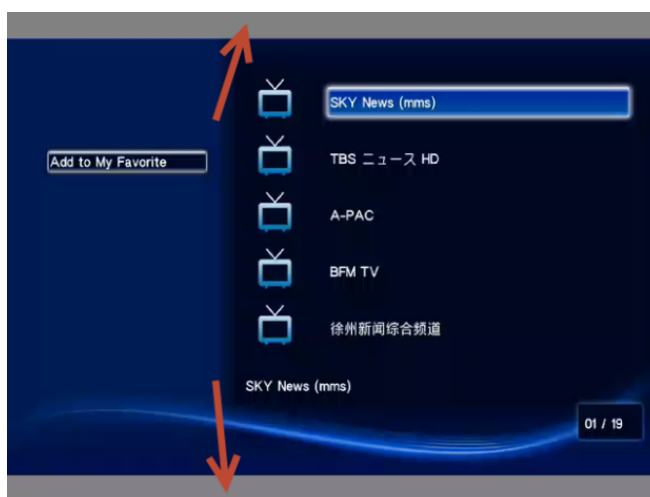 SKY News (mms)
Add to My Favorite
TBS ニュース HD
A-PAC
BFM TV
徐州新闻综合频道
SKY News (mms)
01 / 19